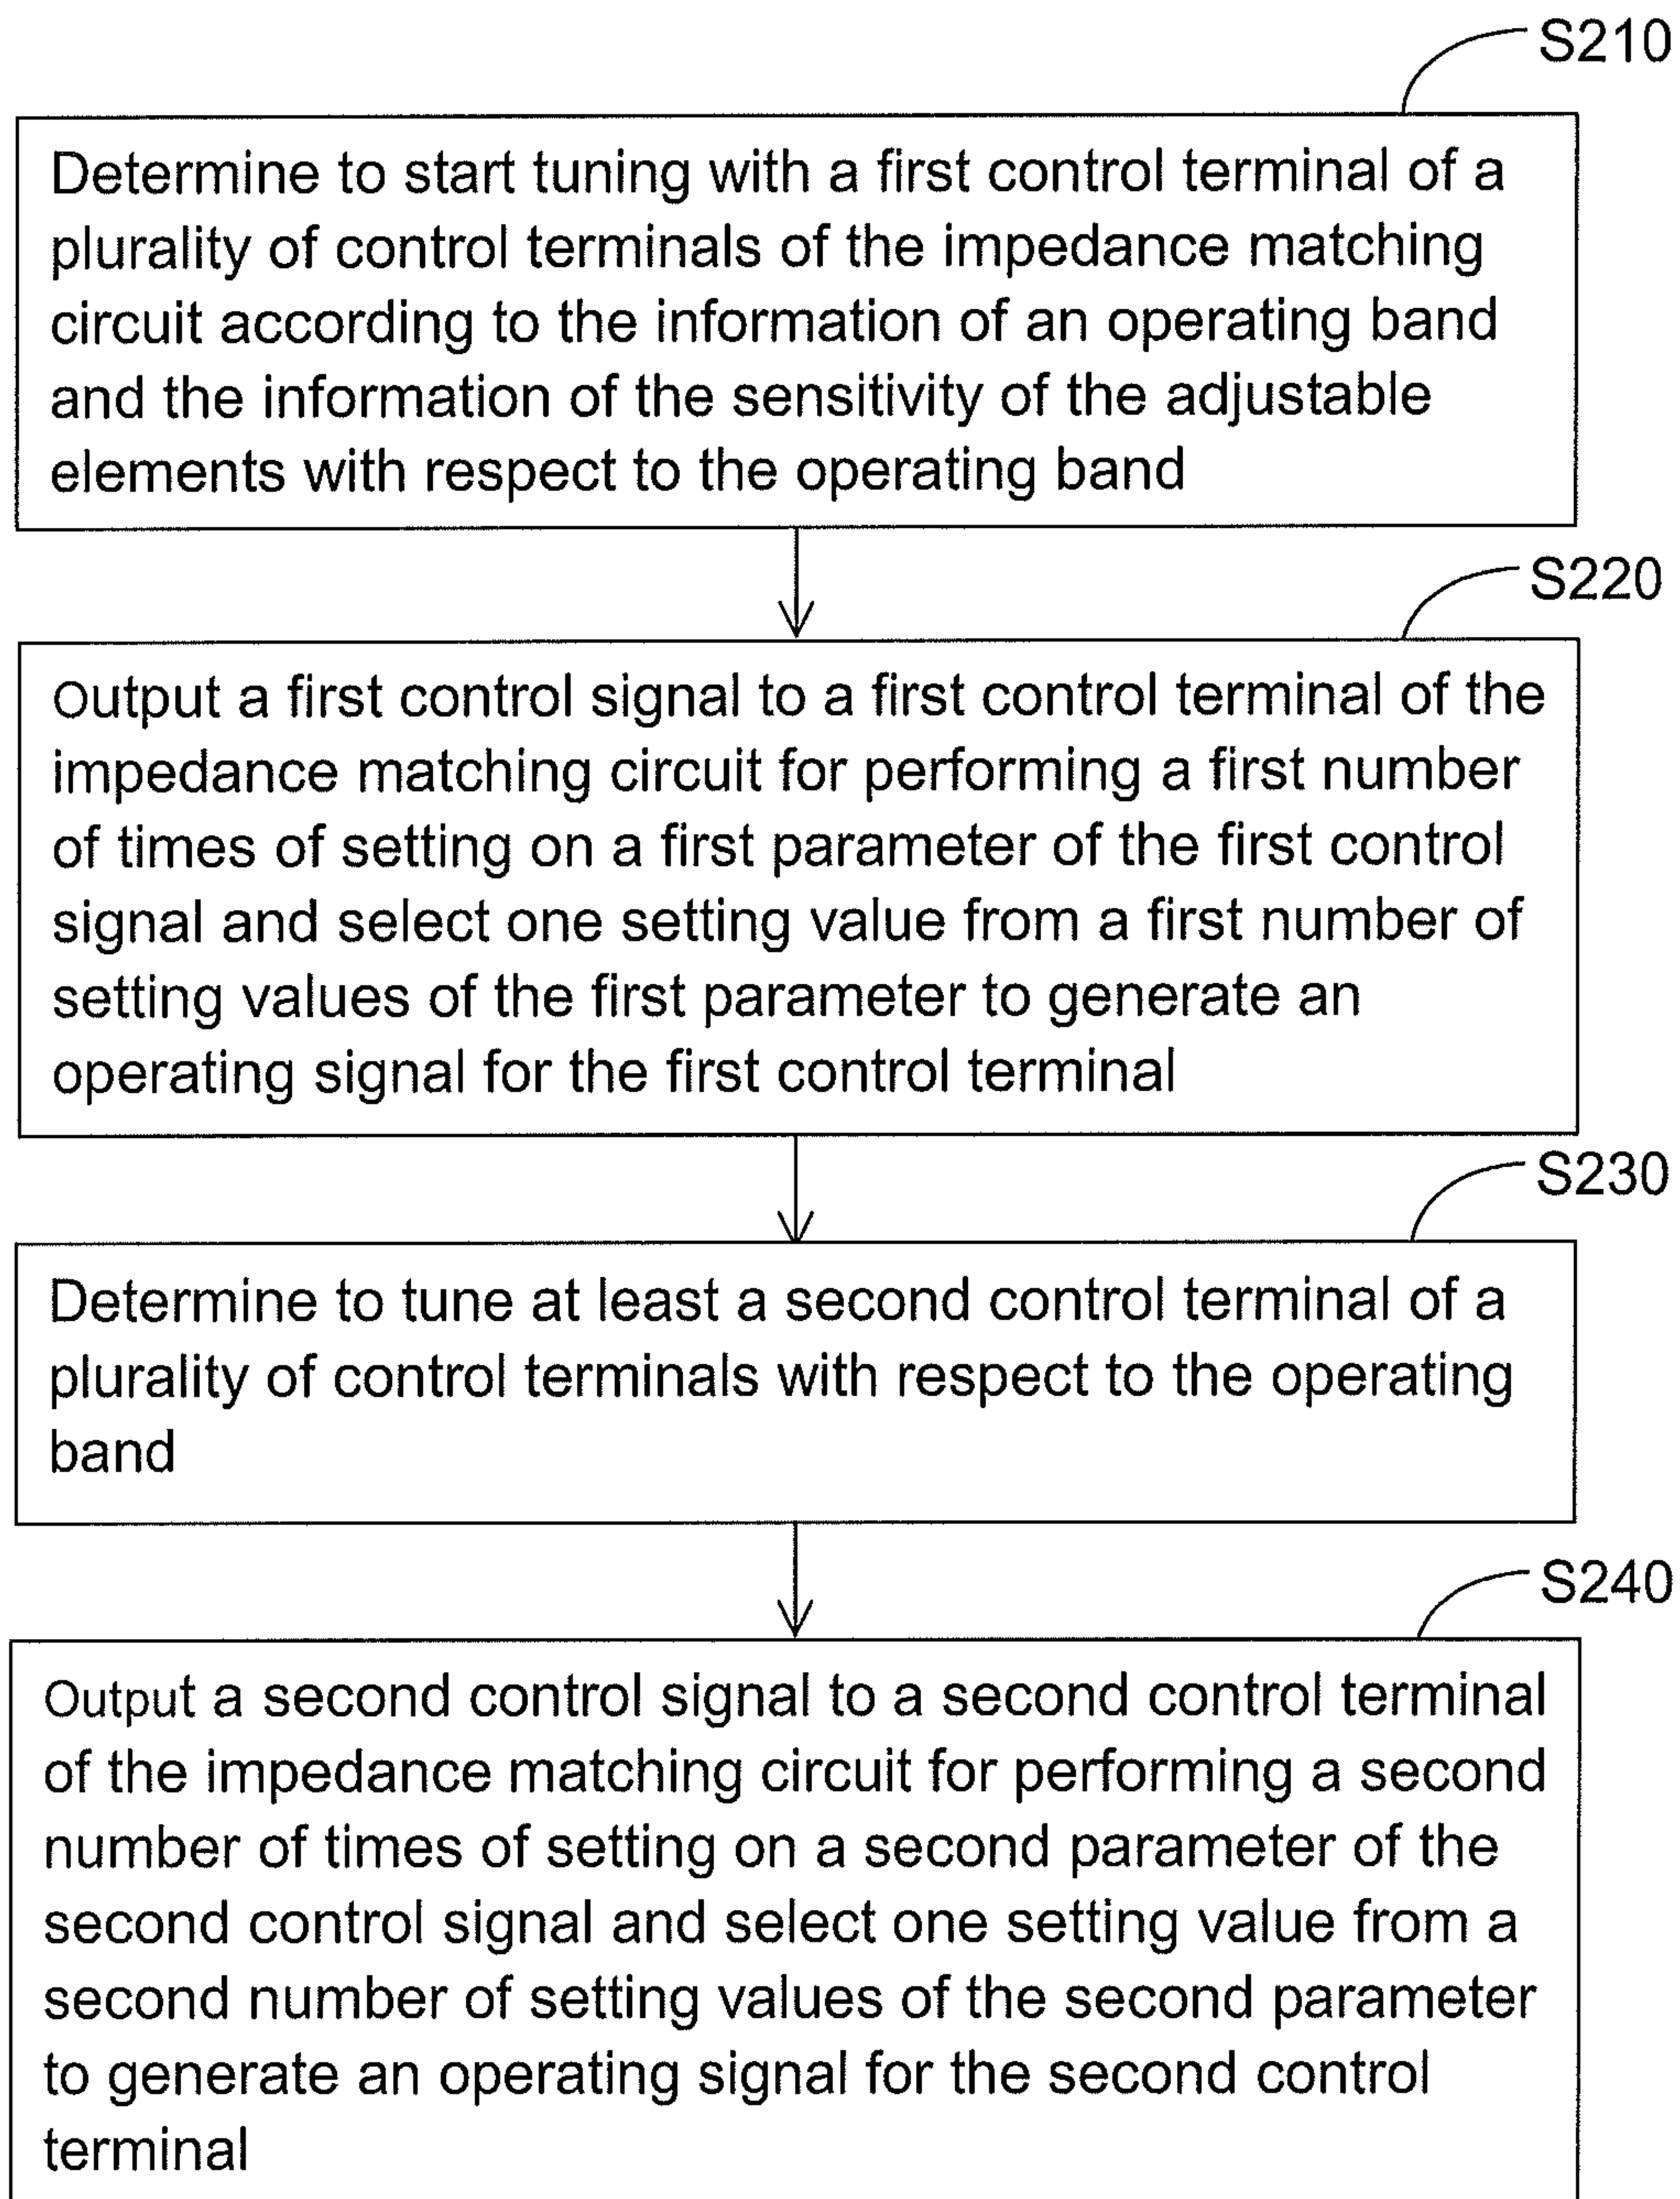 S210
Determine to start tuning with a first control terminal of a
plurality of control terminals of the impedance matching
circuit according to the information of an operating band
and the information of the sensitivity of the adjustable
elements with respect to the operating band
S220
Output a first control signal to a first control terminal of the
impedance matching circuit for performing a first number
of times of setting on a first parameter of the first control
signal and select one setting value from a first number of
setting values of the first parameter to generate an
operating signal for the first control terminal
S230
Determine to tune at least a second control terminal of a
plurality of control terminals with respect to the operating
band
S240
Output a second control signal to a second control terminal
of the impedance matching circuit for performing a second
number of times of setting on a second parameter of the
second control signal and select one setting value from a
second number of setting values of the second parameter
to generate an operating signal for the second control
terminal